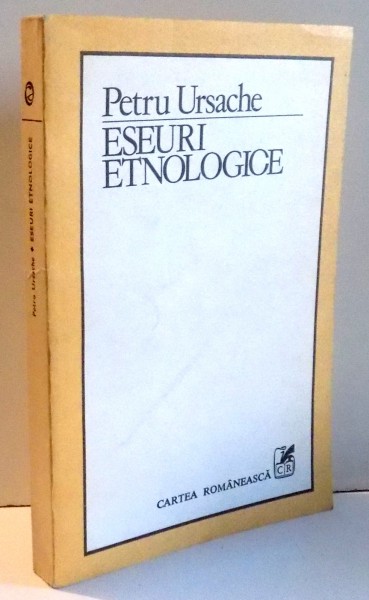 Petru Ursache
ESEURI
ETNOLOGICE
CARTEA ROMÂNEASCĂ
CR
Petru Ursache ♦ ESEURI ETNOLOGICE